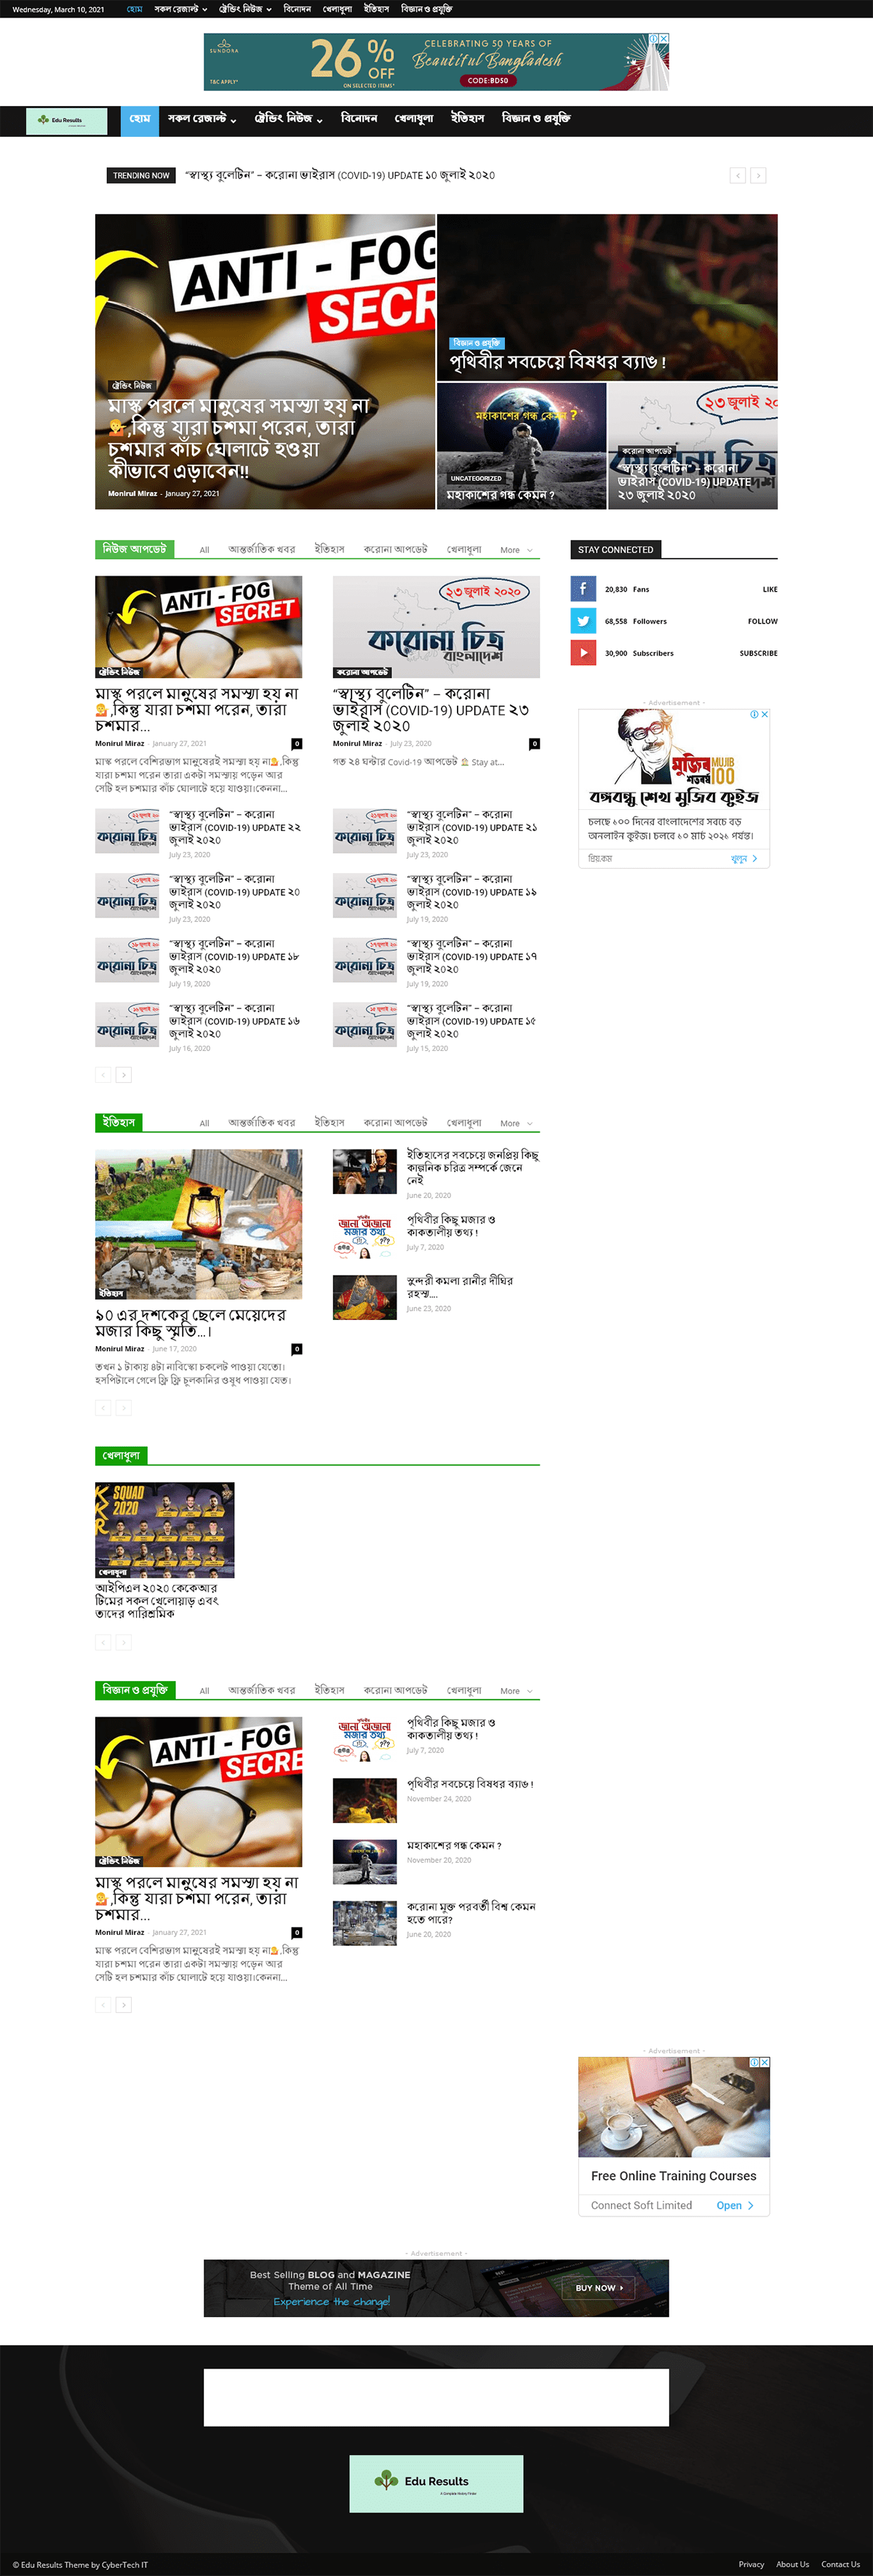 Wednesday, March 10, 2021
হোম
সকল রেজাল্ট
ট্রেন্ডিং নিউজ
বিনোদন
খেলাধুলা
ইতিহাস
বিজ্ঞান ও প্রযুক্তি
SUNDORA
T&C APPLY*
26% OFF
ON SELECTED ITEMS*
CELEBRATING 50 YEARS OF
Beautiful Bangladesh
CODE:BD50
Edu Results
হোম
সকল রেজাল্ট
ট্রেন্ডিং নিউজ
বিনোদন
খেলাধুলা
ইতিহাস
বিজ্ঞান ও প্রযুক্তি
TRENDING NOW
“স্বাস্থ্য বুলেটিন” – করোনা ভাইরাস (COVID-19) UPDATE ১০ জুলাই ২০২০
ANTI - FOG
SECR
ট্রেন্ডিং নিউজ
মাস্ক পরলে মানুষের সমস্যা হয় না
💁,কিন্তু যারা চশমা পরেন, তারা
চশমার কাঁচ ঘোলাটে হওয়া
কীভাবে এড়াবেন!!
Monirul Miraz - January 27, 2021
বিজ্ঞান ও প্রযুক্তি
পৃথিবীর সবচেয়ে বিষধর ব্যাঙ !
মহাকাশের গন্ধ কেমন ?
UNCATEGORIZED
মহাকাশের গন্ধ কেমন ?
২৩ জুলাই ২০
করোনা আপডেট
“স্বাস্থ্য বুলেটিন” – করোনা
ভাইরাস (COVID-19) UPDATE
২৩ জুলাই ২০২০
নিউজ আপডেট
All
আন্তর্জাতিক খবর
ইতিহাস
করোনা আপডেট
খেলাধুলা
More
STAY CONNECTED
20,830 Fans LIKE
68,558 Followers FOLLOW
30,900 Subscribers SUBSCRIBE
ANTI - FOG
SECRET
ট্রেন্ডিং নিউজ
মাস্ক পরলে মানুষের সমস্যা হয় না
💁,কিন্তু যারা চশমা পরেন, তারা
চশমার...
Monirul Miraz - January 27, 2021
0
মাস্ক পরলে বেশিরভাগ মানুষেরই সমস্যা হয় না💁,কিন্তু
যারা চশমা পরেন তারা একটা সমস্যায় পড়েন আর
সেটি হল চশমার কাঁচ ঘোলাটে হয়ে যাওয়া।কেননা...
২৩ জুলাই ২০২০
করোনা চিত্র
বাংলাদেশ
করোনা আপডেট
“স্বাস্থ্য বুলেটিন” – করোনা
ভাইরাস (COVID-19) UPDATE ২৩
জুলাই ২০২০
Monirul Miraz - July 23, 2020
0
গত ২৪ ঘন্টার Covid-19 আপডেট 🏠 Stay at...
“স্বাস্থ্য বুলেটিন” – করোনা
ভাইরাস (COVID-19) UPDATE ২২
জুলাই ২০২০
July 23, 2020
“স্বাস্থ্য বুলেটিন” – করোনা
ভাইরাস (COVID-19) UPDATE ২১
জুলাই ২০২০
July 23, 2020
“স্বাস্থ্য বুলেটিন” – করোনা
ভাইরাস (COVID-19) UPDATE ২০
জুলাই ২০২০
July 23, 2020
“স্বাস্থ্য বুলেটিন” – করোনা
ভাইরাস (COVID-19) UPDATE ১৯
জুলাই ২০২০
July 19, 2020
“স্বাস্থ্য বুলেটিন” – করোনা
ভাইরাস (COVID-19) UPDATE ১৮
জুলাই ২০২০
July 19, 2020
“স্বাস্থ্য বুলেটিন” – করোনা
ভাইরাস (COVID-19) UPDATE ১৭
জুলাই ২০২০
July 19, 2020
“স্বাস্থ্য বুলেটিন” – করোনা
ভাইরাস (COVID-19) UPDATE ১৬
জুলাই ২০২০
July 16, 2020
“স্বাস্থ্য বুলেটিন” – করোনা
ভাইরাস (COVID-19) UPDATE ১৫
জুলাই ২০২০
July 15, 2020
- Advertisement -
মুজিব
শতবর্ষ
MUJIB
100
বঙ্গবন্ধু শেখ মুজিব কুইজ
চলছে ১০০ দিনের বাংলাদেশের সবচে বড়
অনলাইন কুইজ। চলবে ১০ মার্চ ২০২১ পর্যন্ত।
প্রিয়.কম
খুলুন
ইতিহাস
All
আন্তর্জাতিক খবর
ইতিহাস
করোনা আপডেট
খেলাধুলা
More
ইতিহাস
৯০ এর দশকের ছেলে মেয়েদের
মজার কিছু স্মৃতি...।
Monirul Miraz - June 17, 2020
0
তখন ১ টাকায় ৪টা নাবিস্কো চকলেট পাওয়া যেতো।
হসপিটালে গেলে ফ্রি ফ্রি চুলকানির ওষুধ পাওয়া যেত।
ইতিহাসের সবচেয়ে জনপ্রিয় কিছু
কাল্পনিক চরিত্র সম্পর্কে জেনে
নেই
June 20, 2020
জানা অজানা
মজার তথ্য
পৃথিবীর কিছু মজার ও
কাকতালীয় তথ্য !
July 7, 2020
সুন্দরী কমলা রানীর দীঘির
রহস্য....
June 23, 2020
খেলাধুলা
SQUAD
2020
খেলাধুলা
আইপিএল ২০২০ কেকেআর
টিমের সকল খেলোয়াড় এবং
তাদের পারিশ্রমিক
বিজ্ঞান ও প্রযুক্তি
All
আন্তর্জাতিক খবর
ইতিহাস
করোনা আপডেট
খেলাধুলা
More
ANTI - FOG
SECRE
ট্রেন্ডিং নিউজ
মাস্ক পরলে মানুষের সমস্যা হয় না
💁,কিন্তু যারা চশমা পরেন, তারা
চশমার...
Monirul Miraz - January 27, 2021
0
মাস্ক পরলে বেশিরভাগ মানুষেরই সমস্যা হয় না💁,কিন্তু
যারা চশমা পরেন তারা একটা সমস্যায় পড়েন আর
সেটি হল চশমার কাঁচ ঘোলাটে হয়ে যাওয়া।কেননা...
জানা অজানা
মজার তথ্য
পৃথিবীর কিছু মজার ও
কাকতালীয় তথ্য !
July 7, 2020
পৃথিবীর সবচেয়ে বিষধর ব্যাঙ !
November 24, 2020
মহাকাশের গন্ধ কেমন ?
November 20, 2020
করোনা মুক্ত পরবর্তী বিশ্ব কেমন
হতে পারে?
June 20, 2020
- Advertisement -
Free Online Training Courses
Connect Soft Limited
Open
- Advertisement -
Best Selling BLOG and MAGAZINE
Theme of All Time
Experience the change!
BUY NOW
Edu Results
© Edu Results Theme by CyberTech IT
Privacy
About Us
Contact Us